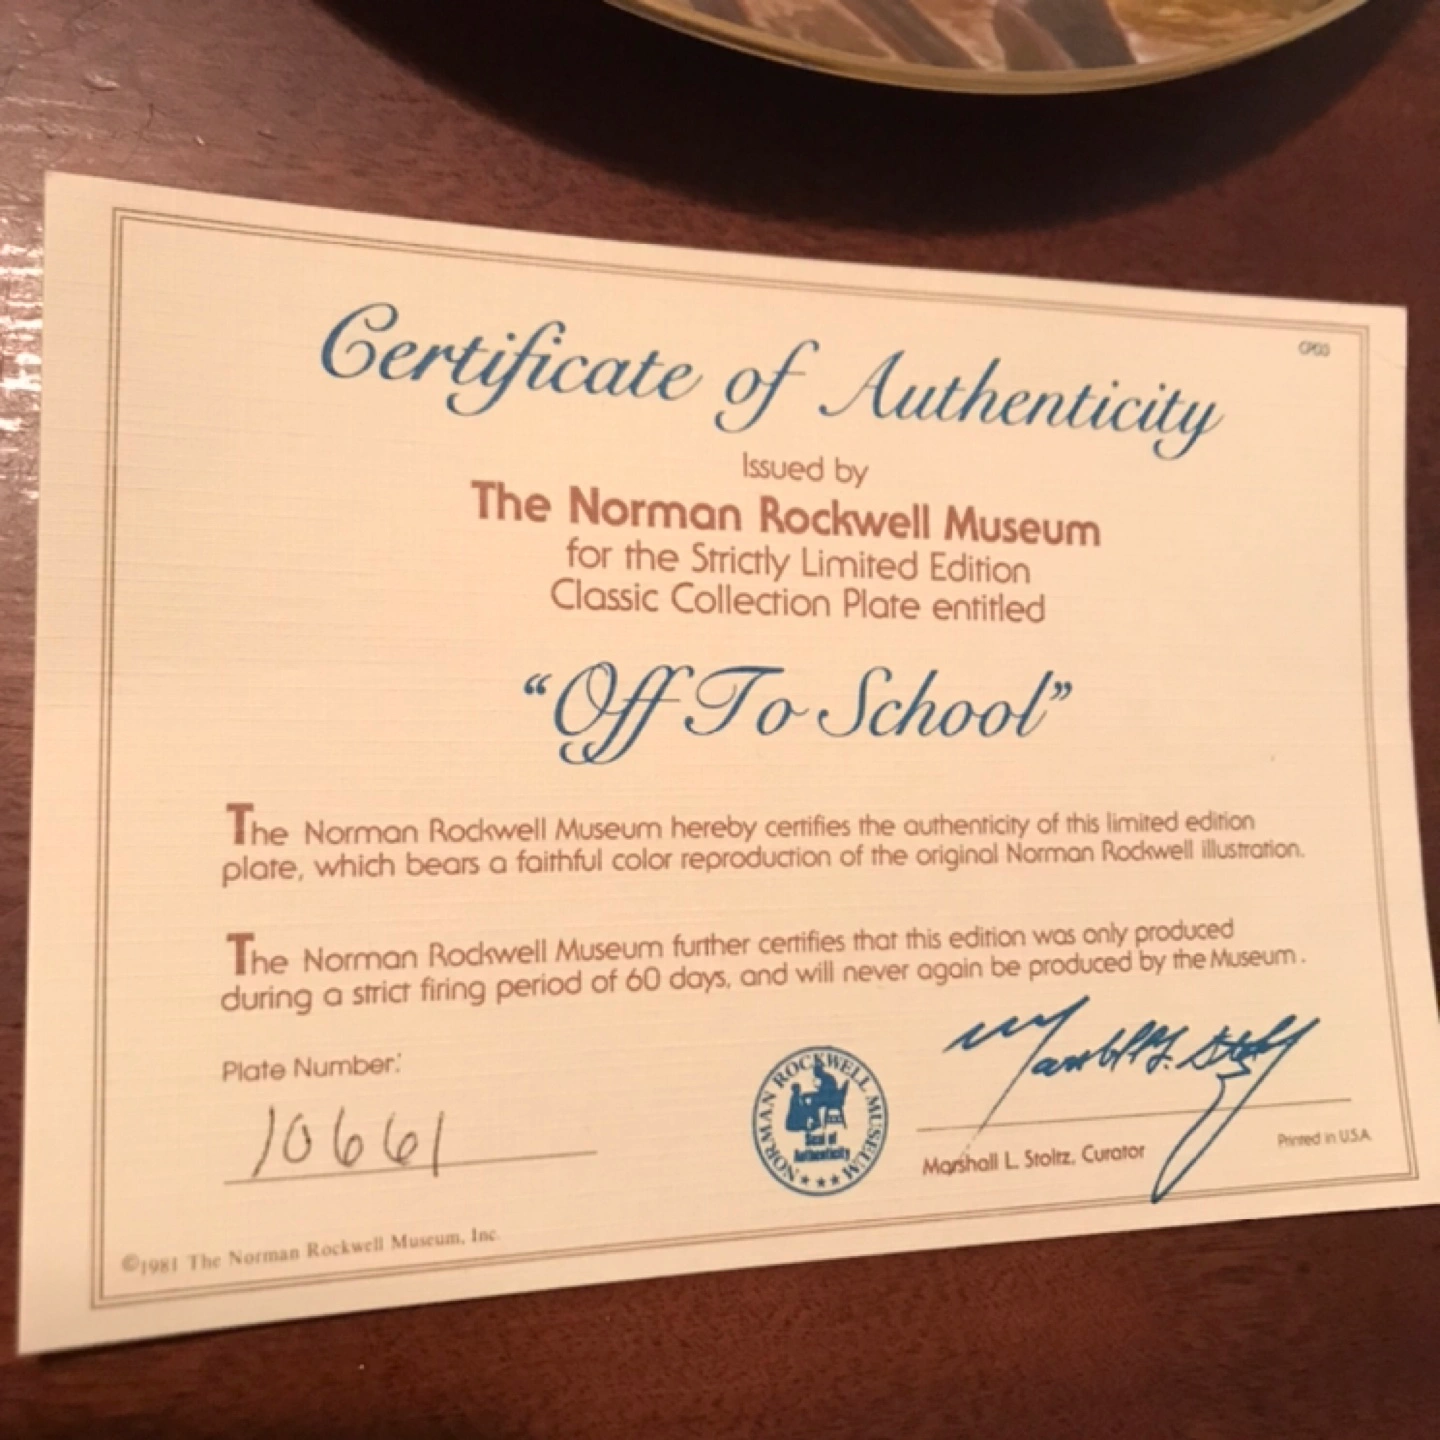 CP03
Certificate of Authenticity
Issued by
The Norman Rockwell Museum
for the Strictly Limited Edition
Classic Collection Plate entitled
“Off To School”
The Norman Rockwell Museum hereby certifies the authenticity of this limited edition
plate, which bears a faithful color reproduction of the original Norman Rockwell illustration.
The Norman Rockwell Museum further certifies that this edition was only produced
during a strict firing period of 60 days, and will never again be produced by the Museum.
Plate Number:
10661
NORMAN ROCKWELL MUSEUM
Seal of
Authenticity
Marshall L. Stoltz
Marshall L. Stoltz, Curator
Printed in U.S.A.
©1981 The Norman Rockwell Museum, Inc.